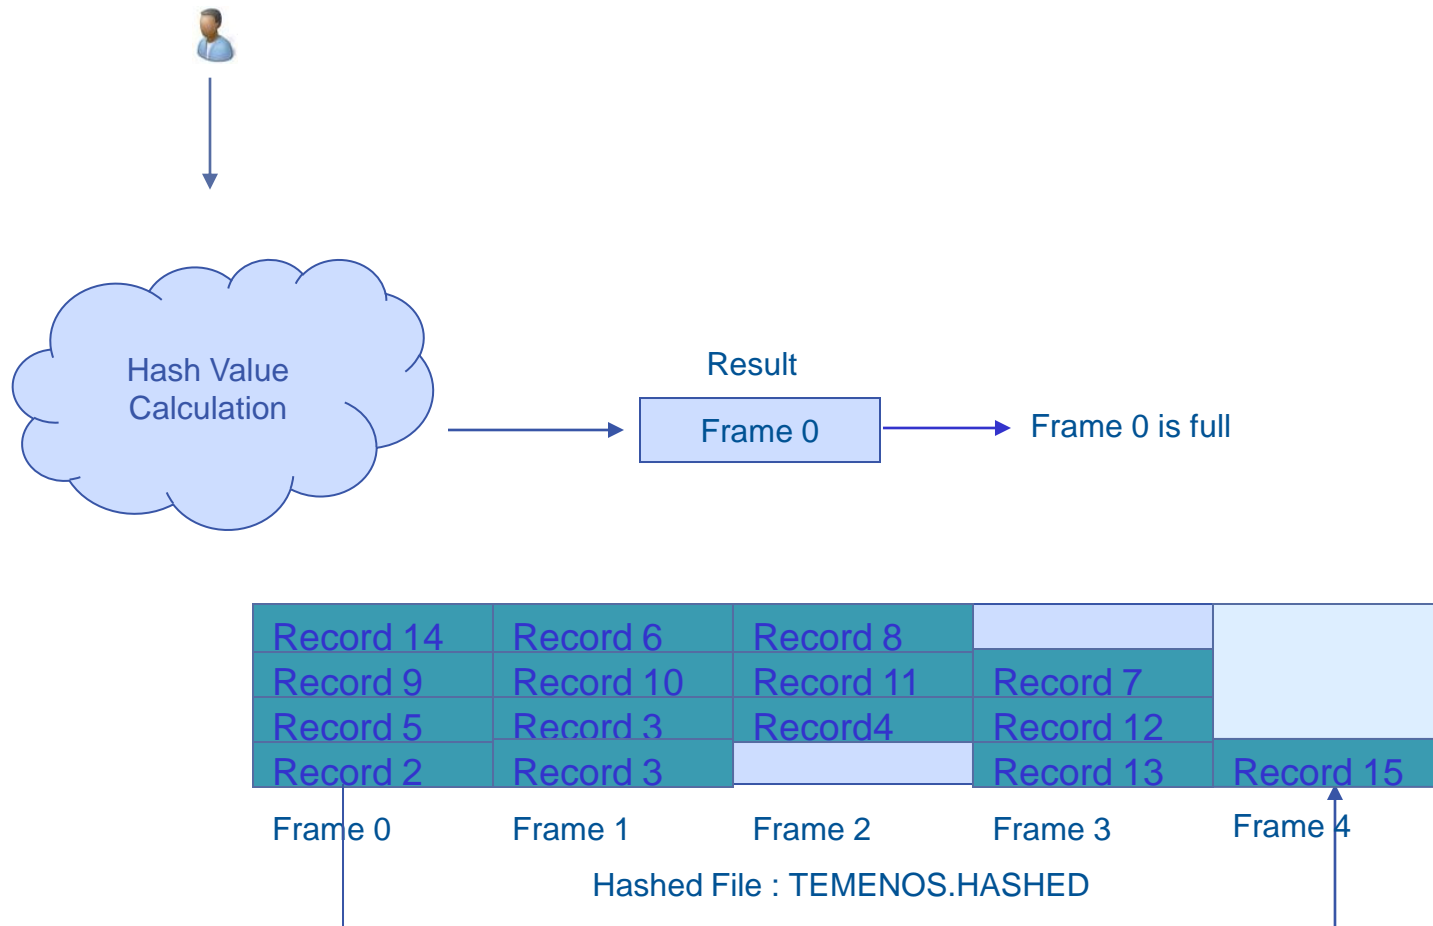 Hash Value
Calculation
Result
Frame 0
Frame 0 is full
Record 14 Record 6 Record 8
Record 9 Record 10 Record 11 Record 7
Record 5 Record 3 Record4 Record 12
Record 2 Record 3 Record 13 Record 15
Frame 0 Frame 1 Frame 2 Frame 3 Frame 4
Hashed File : TEMENOS.HASHED